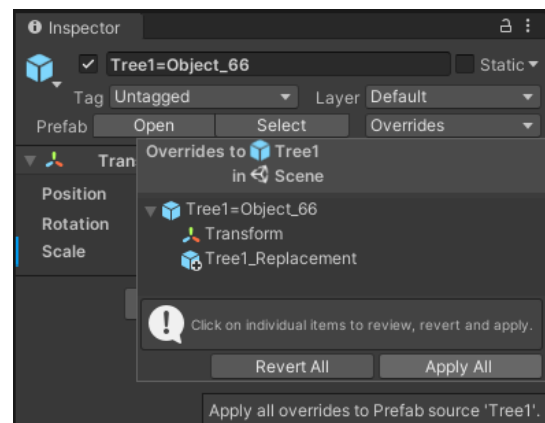 Inspector
Tree1=Object_66 Static
Tag Untagged Layer Default
Prefab Open Select Overrides
Overrides to Tree1
in Scene
Tran
Position
Rotation
Scale
Tree1=Object_66
Transform
Tree1_Replacement
Click on individual items to review, revert and apply.
Revert All Apply All
Apply all overrides to Prefab source 'Tree1'.